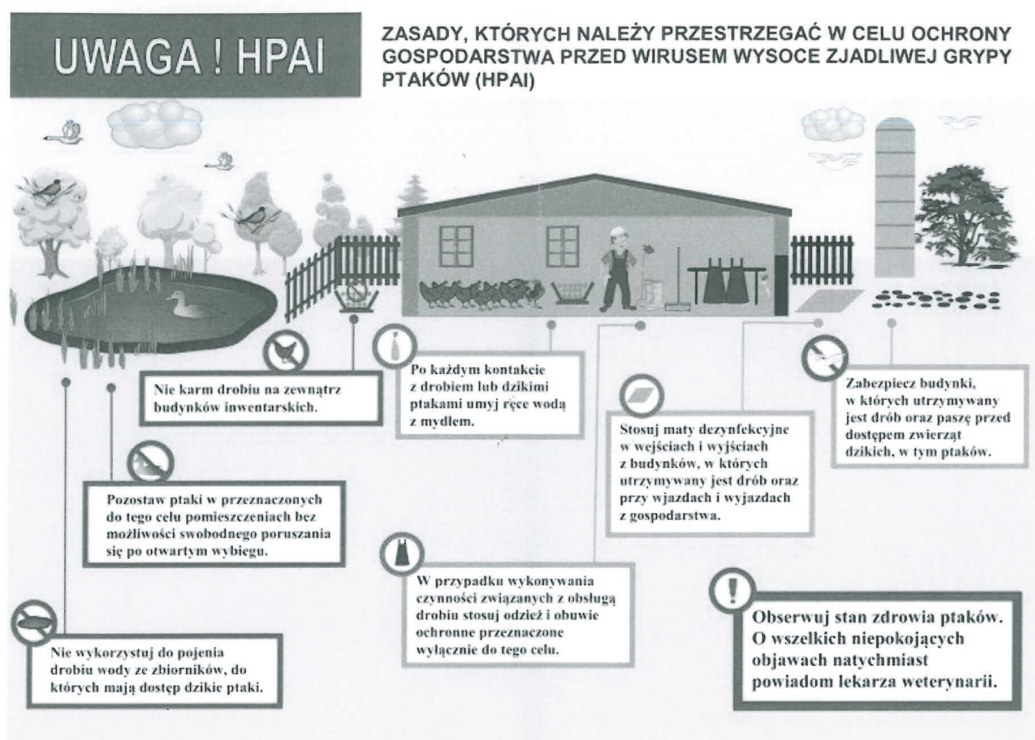 UWAGA ! HPAI
ZASADY, KTÓRYCH NALEŻY PRZESTRZEGAĆ W CELU OCHRONY
GOSPODARSTWA PRZED WIRUSEM WYSOCE ZJADLIWEJ GRYPY
PTAKÓW (HPAI)
Nie karm drobiu na zewnątrz
budynków inwentarskich.
Po każdym kontakcie
z drobiem lub dzikimi
ptakami umyj ręce wodą
z mydłem.
Stosuj maty dezynfekcyjne
w wejściach i wyjściach
z budynków, w których
utrzymywany jest drób oraz
przy wjazdach i wyjazdach
z gospodarstwa.
Zabezpiecz budynki,
w których utrzymywany
jest drób oraz paszę przed
dostępem zwierząt
dzikich, w tym ptaków.
Pozostaw ptaki w przeznaczonych
do tego celu pomieszczeniach bez
możliwości swobodnego poruszania
się po otwartym wybiegu.
W przypadku wykonywania
czynności związanych z obsługą
drobiu stosuj odzież i obuwie
ochronne przeznaczone
wyłącznie do tego celu.
Nie wykorzystuj do pojenia
drobiu wody ze zbiorników, do
których mają dostęp dzikie ptaki.
Obserwuj stan zdrowia ptaków.
O wszelkich niepokojących
objawach natychmiast
powiadom lekarza weterynarii.